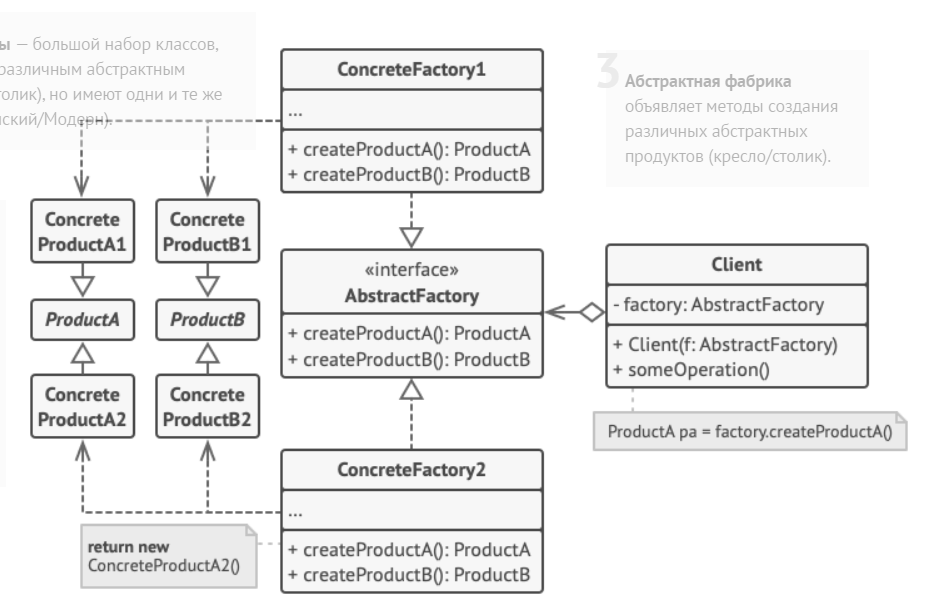 ы — большой набор классов,
различным абстрактным
толик), но имеют одни и те же
нский/Модерн).
3
Абстрактная фабрика
объявляет методы создания
различных абстрактных
продуктов (кресло/столик).
ConcreteFactory1
...
+ createProductA(): ProductA
+ createProductB(): ProductB
Concrete
ProductA1
Concrete
ProductB1
ProductA
ProductB
Concrete
ProductA2
Concrete
ProductB2
«interface»
AbstractFactory
+ createProductA(): ProductA
+ createProductB(): ProductB
Client
- factory: AbstractFactory
+ Client(f: AbstractFactory)
+ someOperation()
ProductA pa = factory.createProductA()
ConcreteFactory2
...
+ createProductA(): ProductA
+ createProductB(): ProductB
return new
ConcreteProductA2()